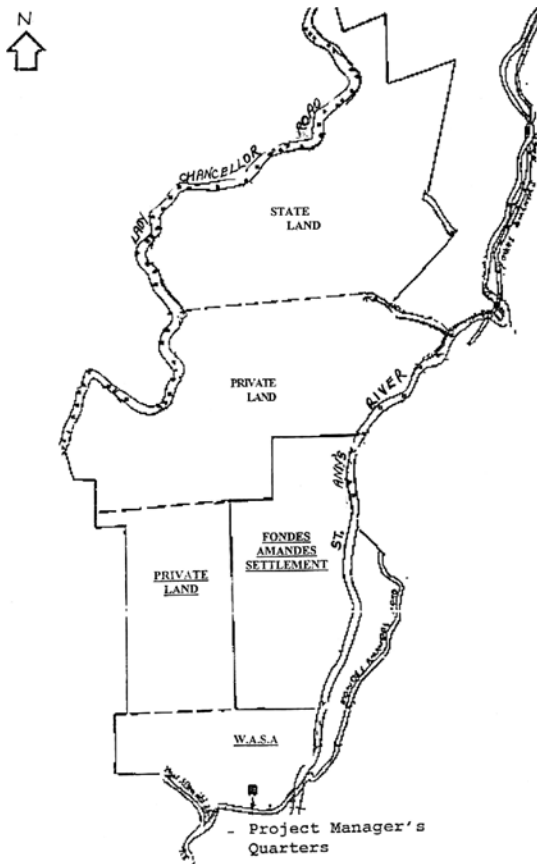 N
LADY
CHANCELLOR
ROAD
STATE
LAND
PRIVATE
LAND
RIVER
ANN'S
ST.
FONDES
AMANDES
SETTLEMENT
PRIVATE
LAND
W.A.S.A
- Project Manager's
Quarters